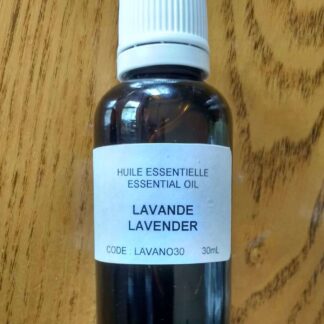 HUILE ESSENTIELLE
ESSENTIAL OIL
LAVANDE
LAVENDER
CODE : LAVANO30 30mL